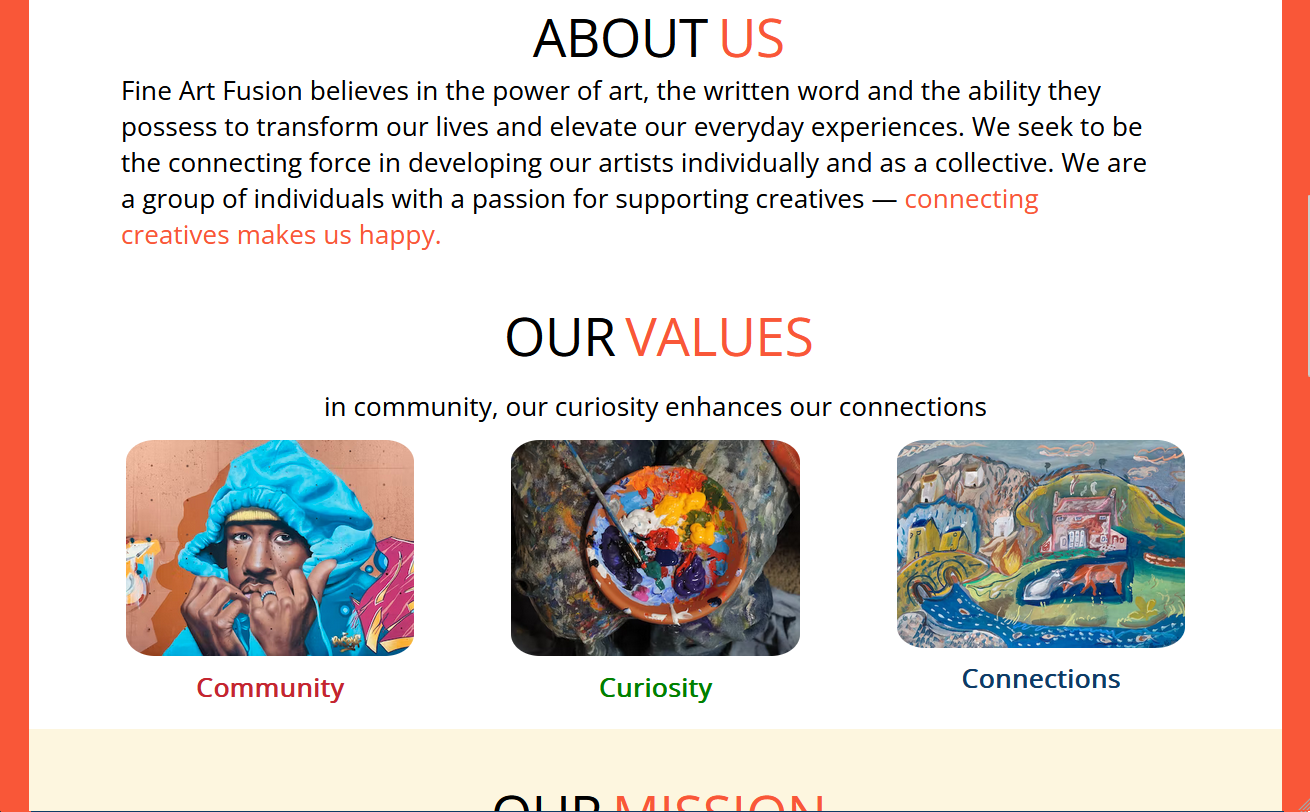 ABOUT US
Fine Art Fusion believes in the power of art, the written word and the ability they
possess to transform our lives and elevate our everyday experiences. We seek to be
the connecting force in developing our artists individually and as a collective. We are
a group of individuals with a passion for supporting creatives — connecting
creatives makes us happy.
OUR VALUES
in community, our curiosity enhances our connections
Community
Curiosity
Connections
OUR MISSION